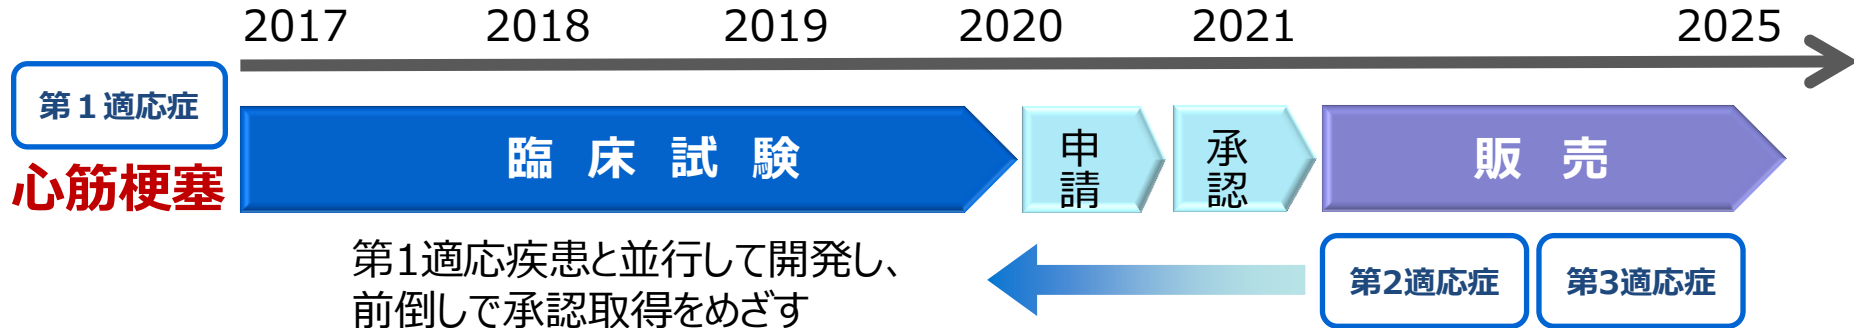 2017 2018 2019 2020 2021 2025
第１適応症
心筋梗塞
臨床試験
申請
承認
販売
第1適応疾患と並行して開発し、
前倒しで承認取得をめざす
第2適応症
第3適応症